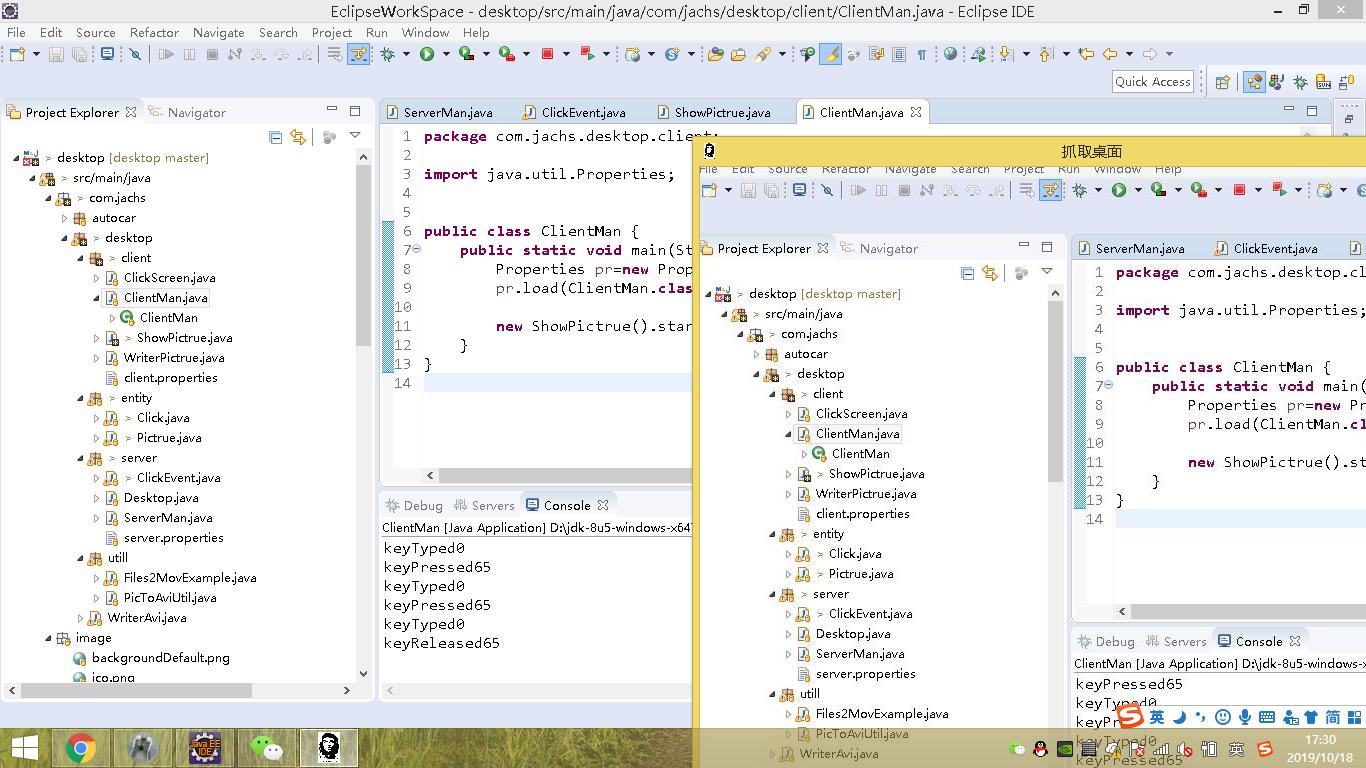 EclipseWorkSpace - desktop/src/main/java/com/jachs/desktop/client/ClientMan.java - Eclipse IDE
File Edit Source Refactor Navigate Search Project Run Window Help
Quick Access
Project Explorer Navigator
> desktop [desktop master]
> src/main/java
> com.jachs
autocar
> desktop
> client
ClickScreen.java
ClientMan.java
ClientMan
> ShowPictrue.java
WriterPictrue.java
client.properties
> entity
> Click.java
> Pictrue.java
> server
> ClickEvent.java
Desktop.java
ServerMan.java
server.properties
utill
Files2MovExample.java
PicToAviUtil.java
WriterAvi.java
image
backgroundDefault.png
ico.png
ServerMan.java ClickEvent.java ShowPictrue.java ClientMan.java
1 package com.jachs.desktop.client;
2
3 import java.util.Properties;
4
5
6 public class ClientMan {
7 public static void main(St
8 Properties pr=new Prop
9 pr.load(ClientMan.clas
10
11 new ShowPictrue().star
12 }
13 }
14
Debug Servers Console
ClientMan [Java Application] D:\jdk-8u5-windows-x64
keyTyped0
keyPressed65
keyTyped0
keyPressed65
keyTyped0
keyReleased65
抓取桌面
File Edit Source Refactor Navigate Search Project Run Window Help
Project Explorer Navigator
> desktop [desktop master]
> src/main/java
> com.jachs
autocar
> desktop
> client
ClickScreen.java
ClientMan.java
ClientMan
> ShowPictrue.java
WriterPictrue.java
client.properties
> entity
> Click.java
> Pictrue.java
> server
> ClickEvent.java
Desktop.java
ServerMan.java
server.properties
utill
Files2MovExample.java
PicToAviUtil.java
WriterAvi.java
ServerMan.java ClickEvent.java
1 package com.jachs.desktop.cl
2
3 import java.util.Properties;
4
5
6 public class ClientMan {
7 public static void main(
8 Properties pr=new Pr
9 pr.load(ClientMan.cl
10
11 new ShowPictrue().st
12 }
13 }
14
Debug Servers Console
ClientMan [Java Application] D:\jdk-8u5-windows-x
keyPressed65
keyTyped0
keyPr
keyTyped0
keyPressed65
英 简
Java EE IDE
英
17:30
2019/10/18